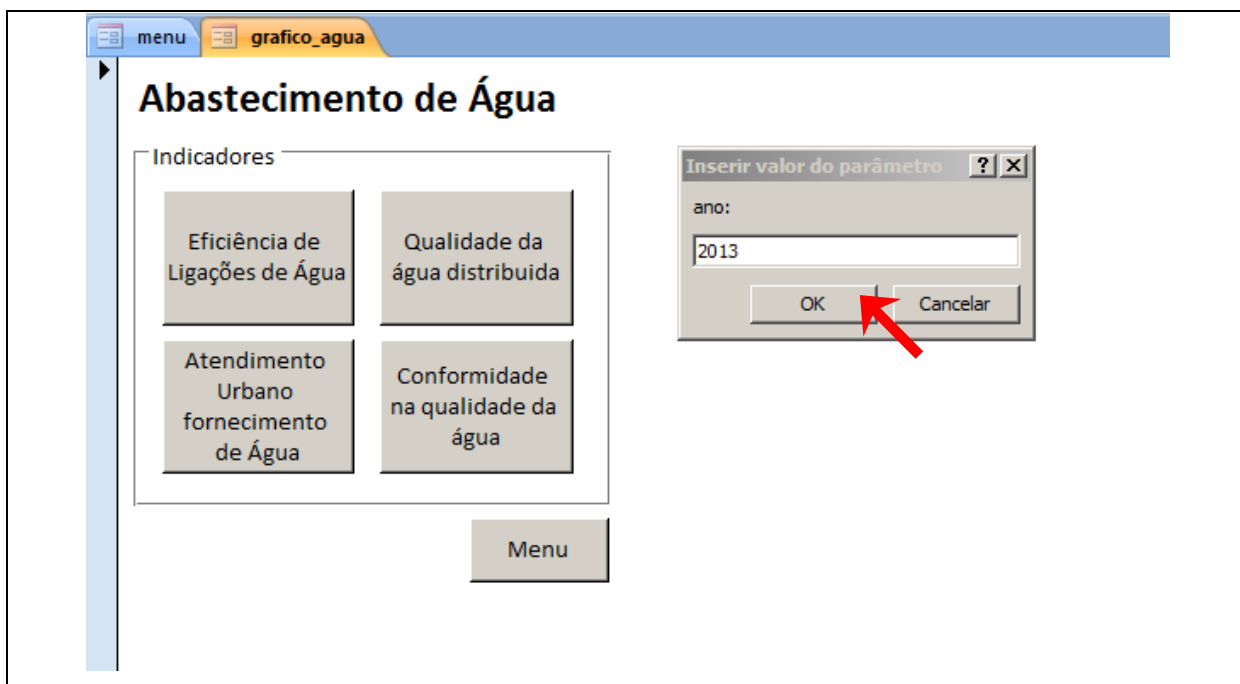 menu
grafico_agua
Abastecimento de Água
Indicadores
Eficiência de
Ligações de Água
Qualidade da
água distribuida
Atendimento
Urbano
fornecimento
de Água
Conformidade
na qualidade da
água
Menu
Inserir valor do parâmetro
ano:
2013
OK
Cancelar